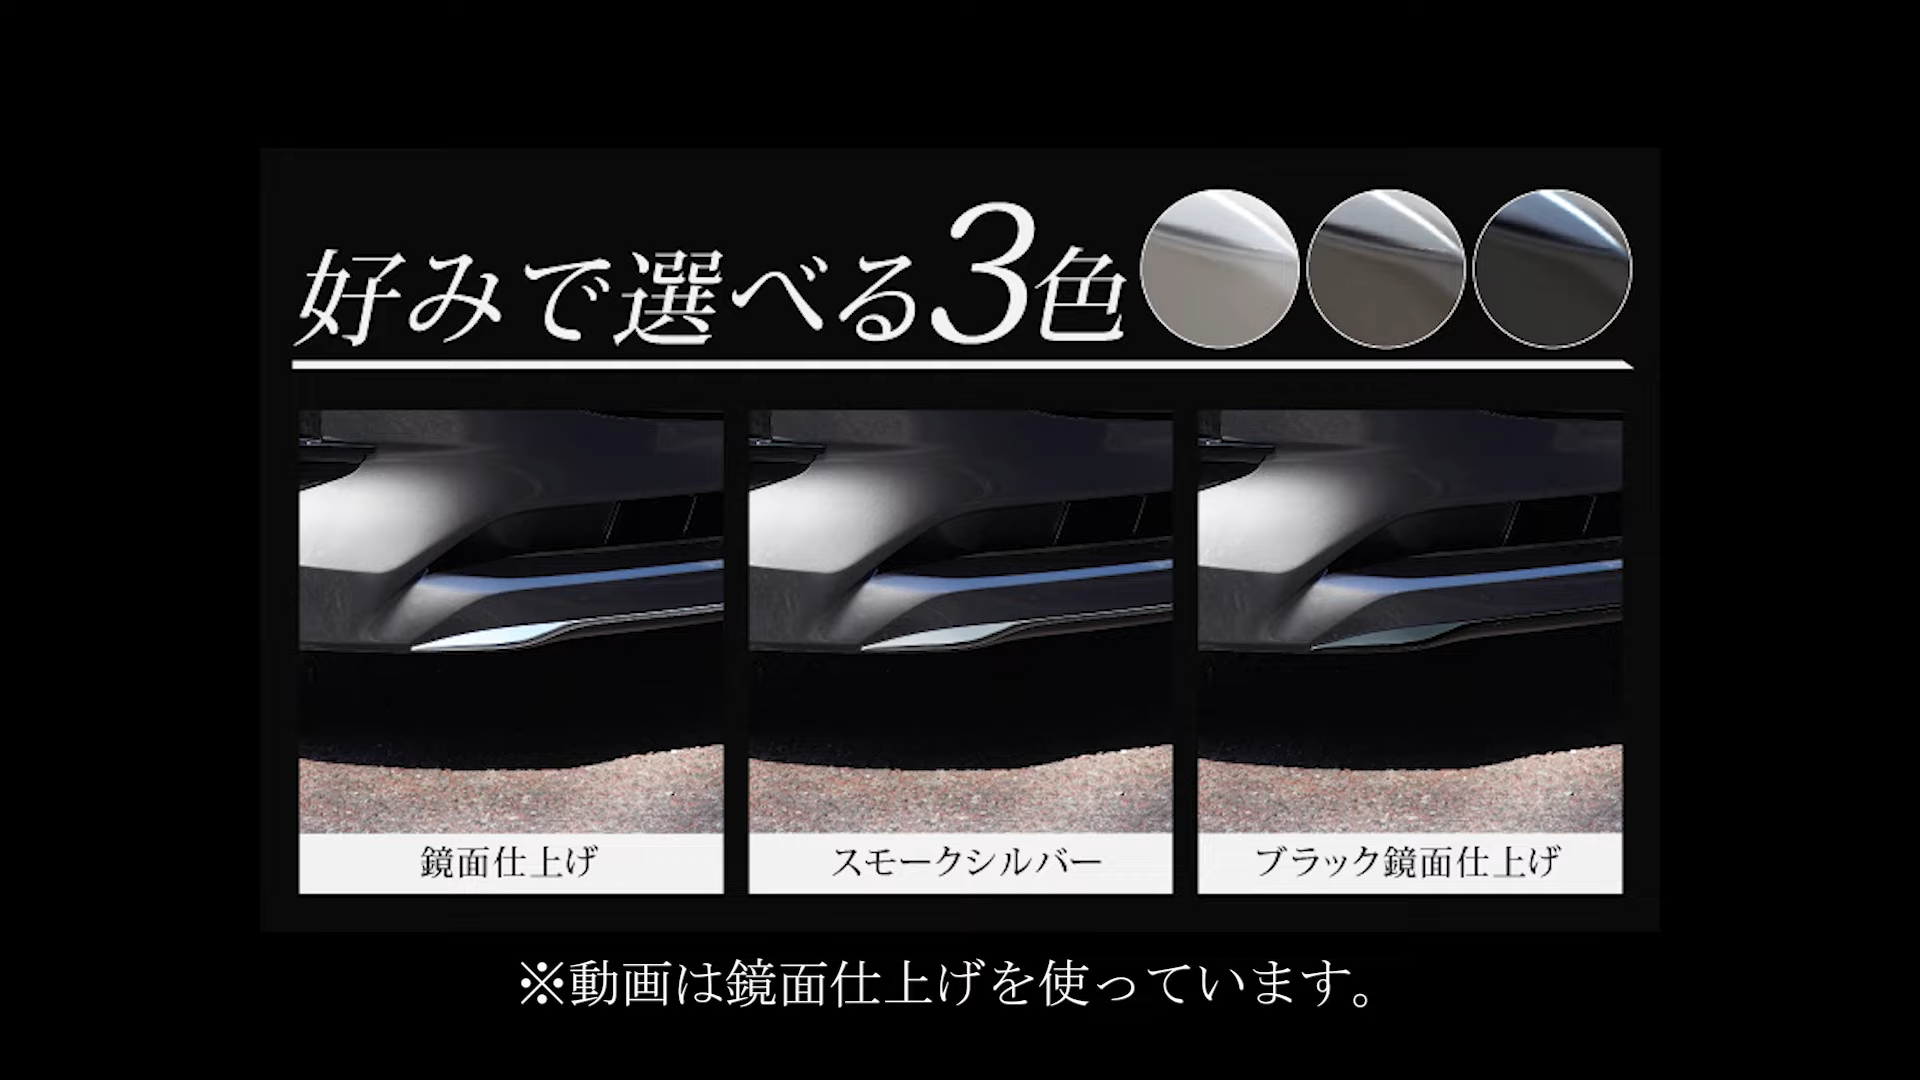 好みで選べる3色
鏡面仕上げ
スモークシルバー
ブラック鏡面仕上げ
※動画は鏡面仕上げを使っています。